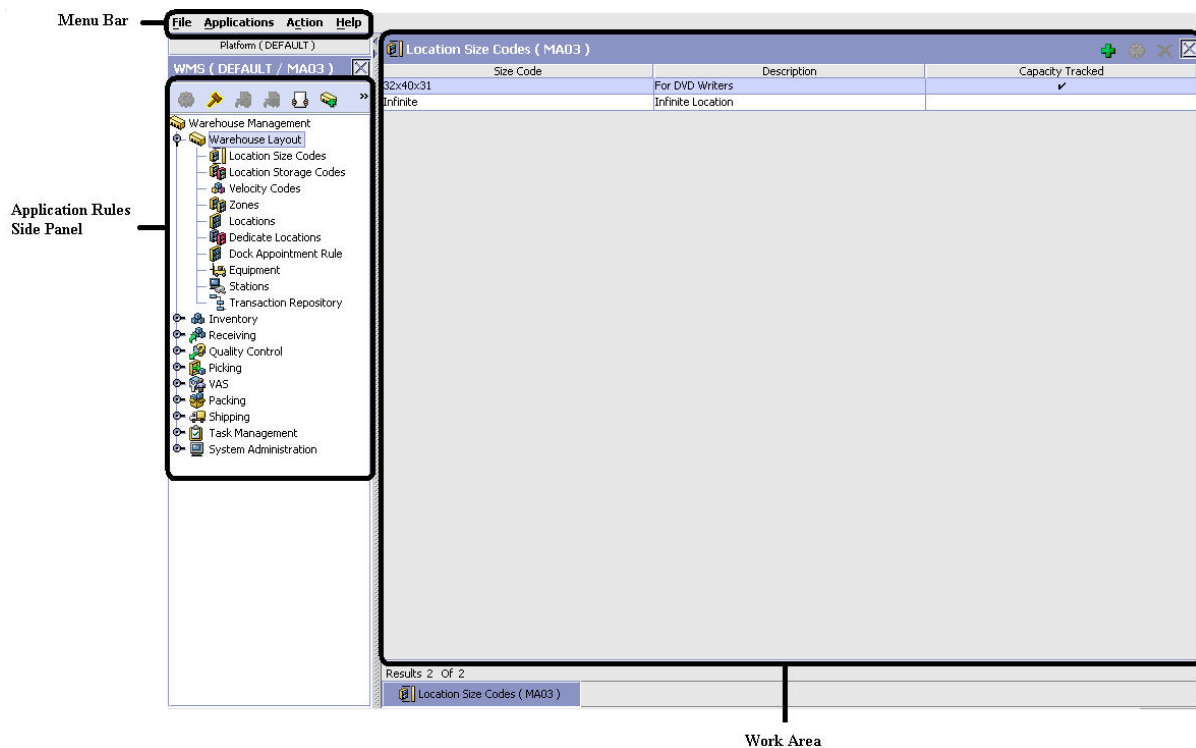 Menu Bar
File Applications Action Help
Platform ( DEFAULT )
WMS ( DEFAULT / MA03 )
»
Warehouse Management
Warehouse Layout
Location Size Codes
Location Storage Codes
Velocity Codes
Zones
Locations
Dedicate Locations
Dock Appointment Rule
Equipment
Stations
Transaction Repository
Inventory
Receiving
Quality Control
Picking
VAS
Packing
Shipping
Task Management
System Administration
Application Rules
Side Panel
Location Size Codes ( MA03 )
Size Code Description Capacity Tracked
32x40x31 For DVD Writers ✔
Infinite Infinite Location
Results 2 Of 2
Location Size Codes ( MA03 )
Work Area